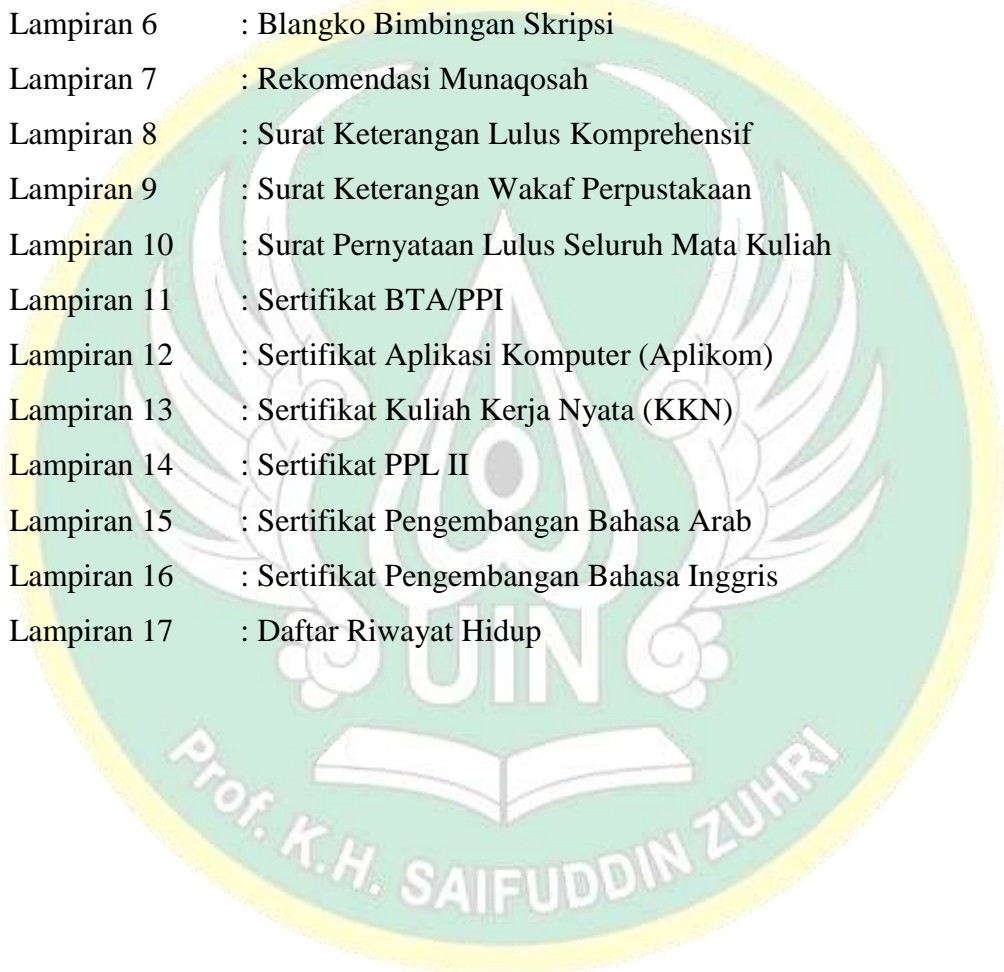 Lampiran 6 : Blangko Bimbingan Skripsi
Lampiran 7 : Rekomendasi Munaqosah
Lampiran 8 : Surat Keterangan Lulus Komprehensif
Lampiran 9 : Surat Keterangan Wakaf Perpustakaan
Lampiran 10 : Surat Pernyataan Lulus Seluruh Mata Kuliah
Lampiran 11 : Sertifikat BTA/PPI
Lampiran 12 : Sertifikat Aplikasi Komputer (Aplikom)
Lampiran 13 : Sertifikat Kuliah Kerja Nyata (KKN)
Lampiran 14 : Sertifikat PPL II
Lampiran 15 : Sertifikat Pengembangan Bahasa Arab
Lampiran 16 : Sertifikat Pengembangan Bahasa Inggris
Lampiran 17 : Daftar Riwayat Hidup
UIN
Prof. K.H. SAIFUDDIN ZUHRI